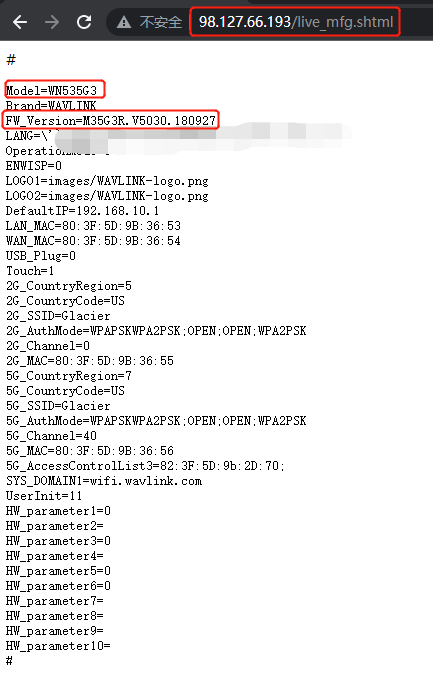 不安全 98.127.66.193/live_mfg.shtml
#
Model=WN535G3
Brand=WAVLINK
FW_Version=M35G3R.V5030.180927
LANG=\'
ENWISP=0
LOGO1=images/WAVLINK-logo.png
LOGO2=images/WAVLINK-logo.png
DefaultIP=192.168.10.1
LAN_MAC=80:3F:5D:9B:36:53
WAN_MAC=80:3F:5D:9B:36:54
USB_Plug=0
Touch=1
2G_CountryRegion=5
2G_CountryCode=US
2G_SSID=Glacier
2G_AuthMode=WPAPSKWPA2PSK;OPEN;OPEN;WPA2PSK
2G_Channel=0
2G_MAC=80:3F:5D:9B:36:55
5G_CountryRegion=7
5G_CountryCode=US
5G_SSID=Glacier
5G_AuthMode=WPAPSKWPA2PSK;OPEN;OPEN;WPA2PSK
5G_Channel=40
5G_MAC=80:3F:5D:9B:36:56
5G_AccessControlList3=82:3F:5D:9b:2D:70;
SYS_DOMAIN1=wifi.wavlink.com
UserInit=11
HW_parameter1=0
HW_parameter2=
HW_parameter3=0
HW_parameter4=
HW_parameter5=0
HW_parameter6=0
HW_parameter7=
HW_parameter8=
HW_parameter9=
HW_parameter10=
#